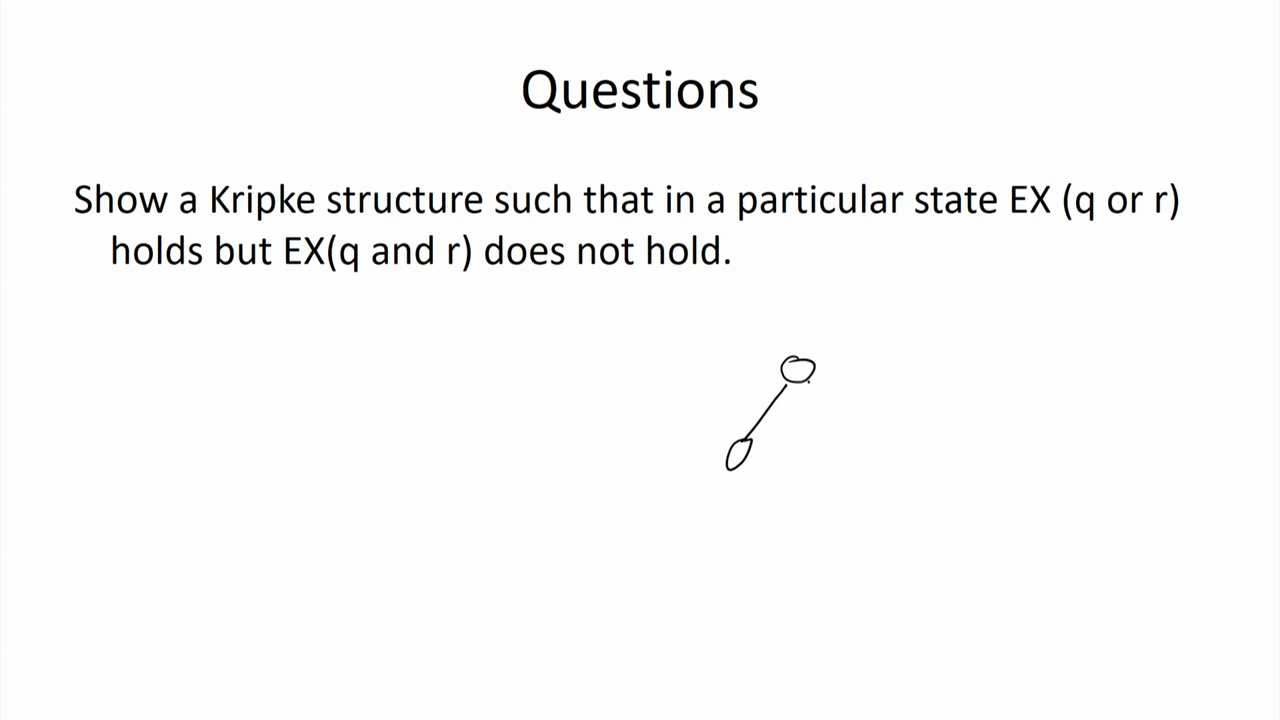 Questions
Show a Kripke structure such that in a particular state EX (q or r)
holds but EX(q and r) does not hold.